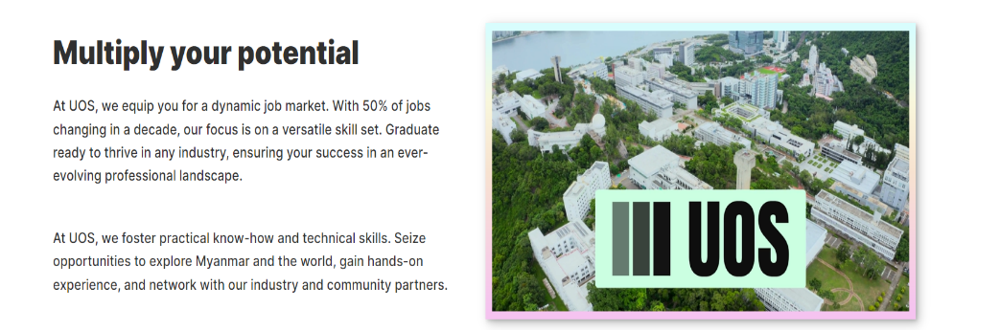 Multiply your potential
At UOS, we equip you for a dynamic job market. With 50% of jobs
changing in a decade, our focus is on a versatile skill set. Graduate
ready to thrive in any industry, ensuring your success in an ever-
evolving professional landscape.
At UOS, we foster practical know-how and technical skills. Seize
opportunities to explore Myanmar and the world, gain hands-on
experience, and network with our industry and community partners.
UOS